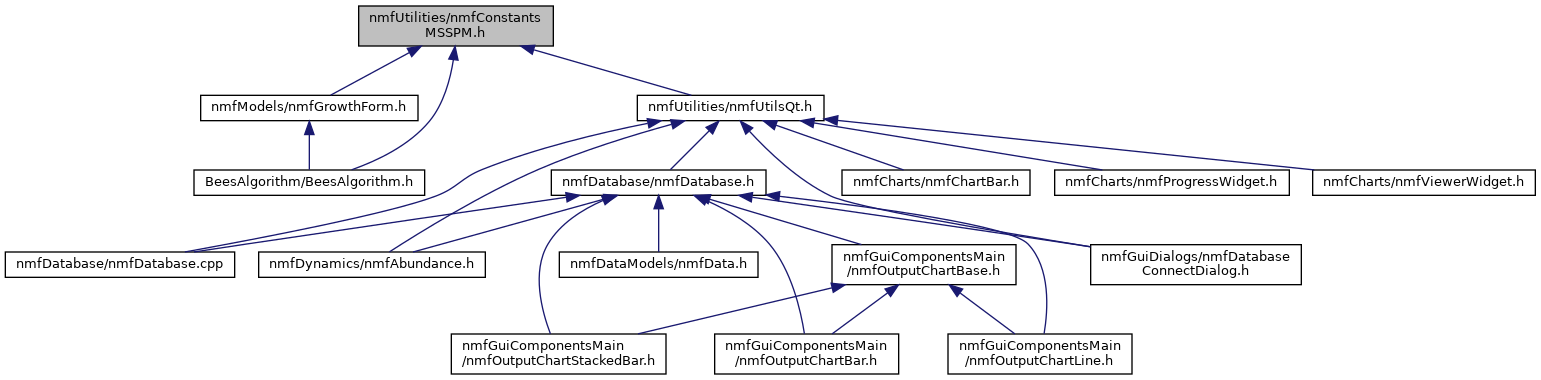 nmfUtilities/nmfConstants
MSSPM.h
nmfModels/nmfGrowthForm.h
nmfUtilities/nmfUtilsQt.h
BeesAlgorithm/BeesAlgorithm.h
nmfDatabase/nmfDatabase.h
nmfCharts/nmfChartBar.h
nmfCharts/nmfProgressWidget.h
nmfCharts/nmfViewerWidget.h
nmfDatabase/nmfDatabase.cpp
nmfDynamics/nmfAbundance.h
nmfDataModels/nmfData.h
nmfGuiComponentsMain
/nmfOutputChartBase.h
nmfGuiDialogs/nmfDatabase
ConnectDialog.h
nmfGuiComponentsMain
/nmfOutputChartStackedBar.h
nmfGuiComponentsMain
/nmfOutputChartBar.h
nmfGuiComponentsMain
/nmfOutputChartLine.h